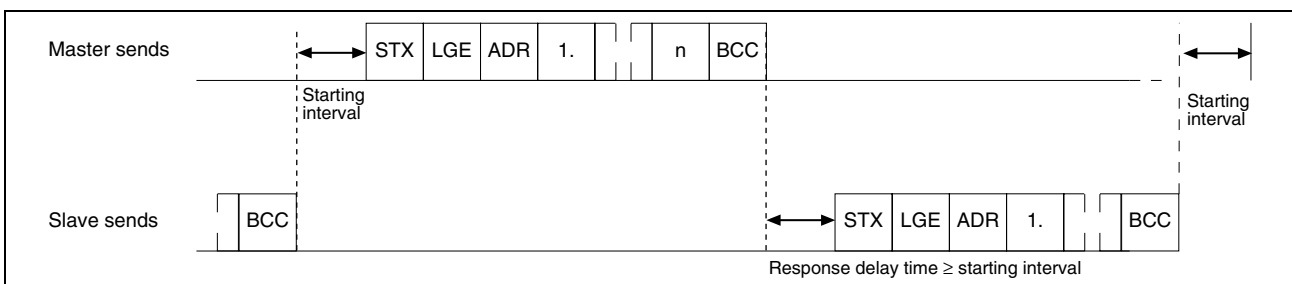 Master sends
STX LGE ADR 1. n BCC
Starting
interval
Starting
interval
Slave sends
BCC STX LGE ADR 1. BCC
Response delay time ≥ starting interval